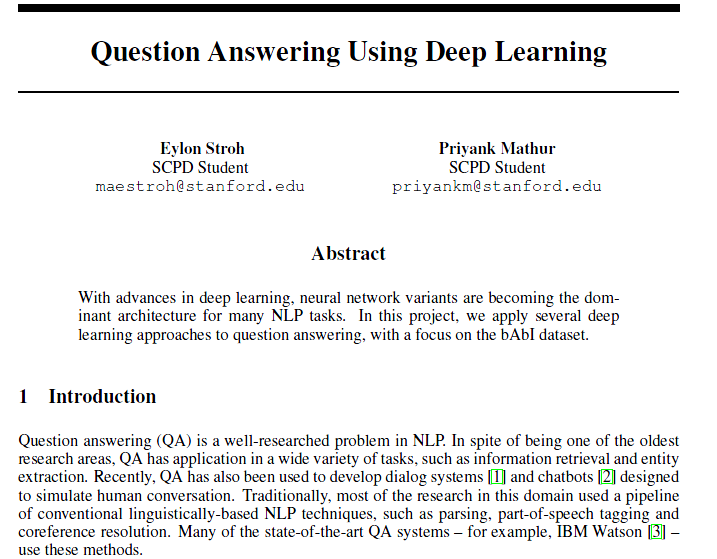 Question Answering Using Deep Learning
Eylon Stroh
SCPD Student
maestroh@stanford.edu
Priyank Mathur
SCPD Student
priyankm@stanford.edu
Abstract
With advances in deep learning, neural network variants are becoming the dom-
inant architecture for many NLP tasks. In this project, we apply several deep
learning approaches to question answering, with a focus on the bAbI dataset.
1 Introduction
Question answering (QA) is a well-researched problem in NLP. In spite of being one of the oldest
research areas, QA has application in a wide variety of tasks, such as information retrieval and entity
extraction. Recently, QA has also been used to develop dialog systems [1] and chatbots [2] designed
to simulate human conversation. Traditionally, most of the research in this domain used a pipeline
of conventional linguistically-based NLP techniques, such as parsing, part-of-speech tagging and
coreference resolution. Many of the state-of-the-art QA systems – for example, IBM Watson [3] –
use these methods.